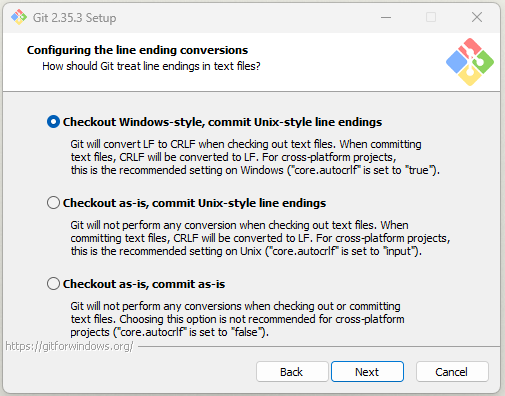 Git 2.35.3 Setup
Configuring the line ending conversions
How should Git treat line endings in text files?
Checkout Windows-style, commit Unix-style line endings
Git will convert LF to CRLF when checking out text files. When committing
text files, CRLF will be converted to LF. For cross-platform projects,
this is the recommended setting on Windows ("core.autocrlf" is set to "true").
Checkout as-is, commit Unix-style line endings
Git will not perform any conversion when checking out text files. When
committing text files, CRLF will be converted to LF. For cross-platform projects,
this is the recommended setting on Unix ("core.autocrlf" is set to "input").
Checkout as-is, commit as-is
Git will not perform any conversions when checking out or committing
text files. Choosing this option is not recommended for cross-platform
projects ("core.autocrlf" is set to "false").
https://gitforwindows.org/
Back Next Cancel